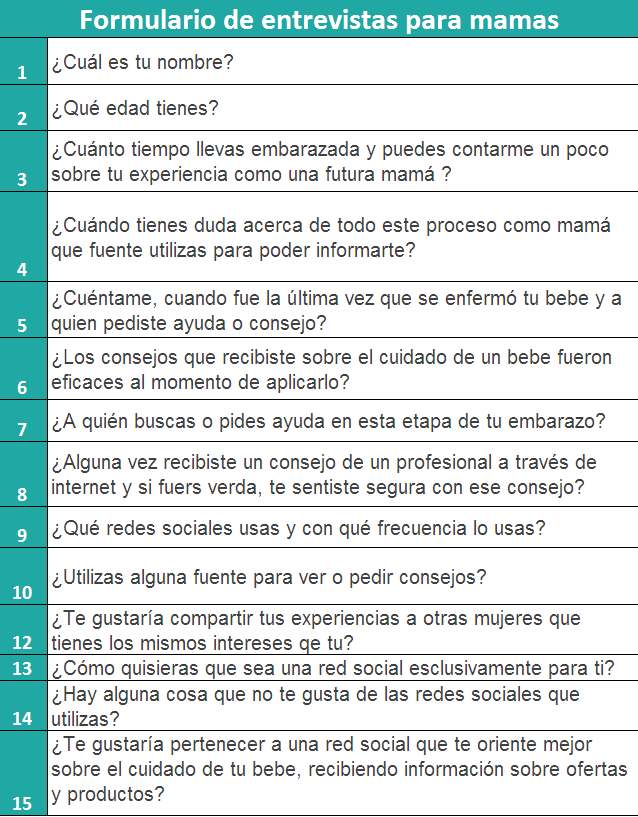 Formulario de entrevistas para mamas
1 ¿Cuál es tu nombre?
2 ¿Qué edad tienes?
3 ¿Cuánto tiempo llevas embarazada y puedes contarme un poco
sobre tu experiencia como una futura mamá ?
4 ¿Cuándo tienes duda acerca de todo este proceso como mamá
que fuente utilizas para poder informarte?
5 ¿Cuéntame, cuando fue la última vez que se enfermó tu bebe y a
quien pediste ayuda o consejo?
6 ¿Los consejos que recibiste sobre el cuidado de un bebe fueron
eficaces al momento de aplicarlo?
7 ¿A quién buscas o pides ayuda en esta etapa de tu embarazo?
8 ¿Alguna vez recibiste un consejo de un profesional a través de
internet y si fuers verda, te sentiste segura con ese consejo?
9 ¿Qué redes sociales usas y con qué frecuencia lo usas?
10 ¿Utilizas alguna fuente para ver o pedir consejos?
12 ¿Te gustaría compartir tus experiencias a otras mujeres que
tienes los mismos intereses qe tu?
13 ¿Cómo quisieras que sea una red social esclusivamente para ti?
14 ¿Hay alguna cosa que no te gusta de las redes sociales que
utilizas?
15 ¿Te gustaría pertenecer a una red social que te oriente mejor
sobre el cuidado de tu bebe, recibiendo información sobre ofertas
y productos?